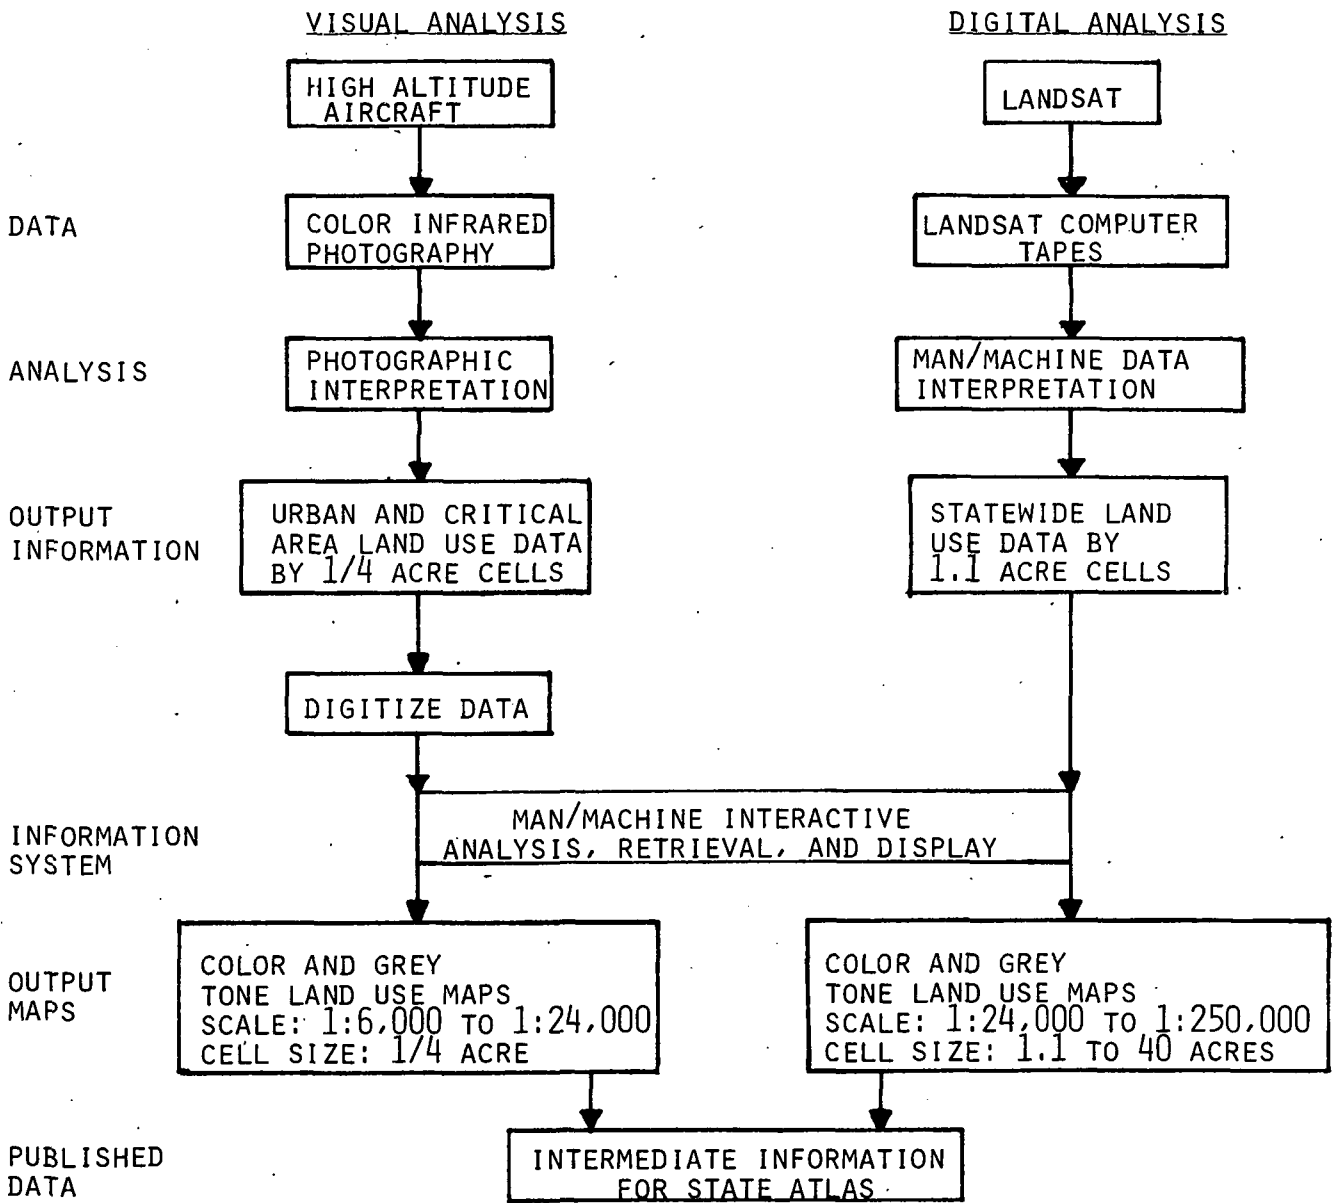 VISUAL ANALYSIS
DIGITAL ANALYSIS
HIGH ALTITUDE
AIRCRAFT
LANDSAT
DATA
COLOR INFRARED
PHOTOGRAPHY
LANDSAT COMPUTER
TAPES
ANALYSIS
PHOTOGRAPHIC
INTERPRETATION
MAN/MACHINE DATA
INTERPRETATION
OUTPUT
INFORMATION
URBAN AND CRITICAL
AREA LAND USE DATA
BY 1/4 ACRE CELLS
STATEWIDE LAND
USE DATA BY
1.1 ACRE CELLS
DIGITIZE DATA
INFORMATION
SYSTEM
MAN/MACHINE INTERACTIVE
ANALYSIS, RETRIEVAL, AND DISPLAY
OUTPUT
MAPS
COLOR AND GREY
TONE LAND USE MAPS
SCALE: 1:6,000 TO 1:24,000
CELL SIZE: 1/4 ACRE
COLOR AND GREY
TONE LAND USE MAPS
SCALE: 1:24,000 TO 1:250,000
CELL SIZE: 1.1 TO 40 ACRES
PUBLISHED
DATA
INTERMEDIATE INFORMATION
FOR STATE ATLAS